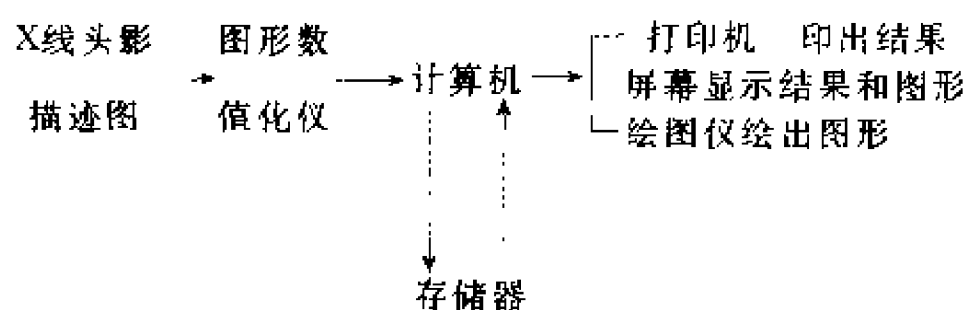 X线头影
描迹图
图形数
值化仪
计算机
打印机 印出结果
屏幕显示结果和图形
绘图仪绘出图形
存储器